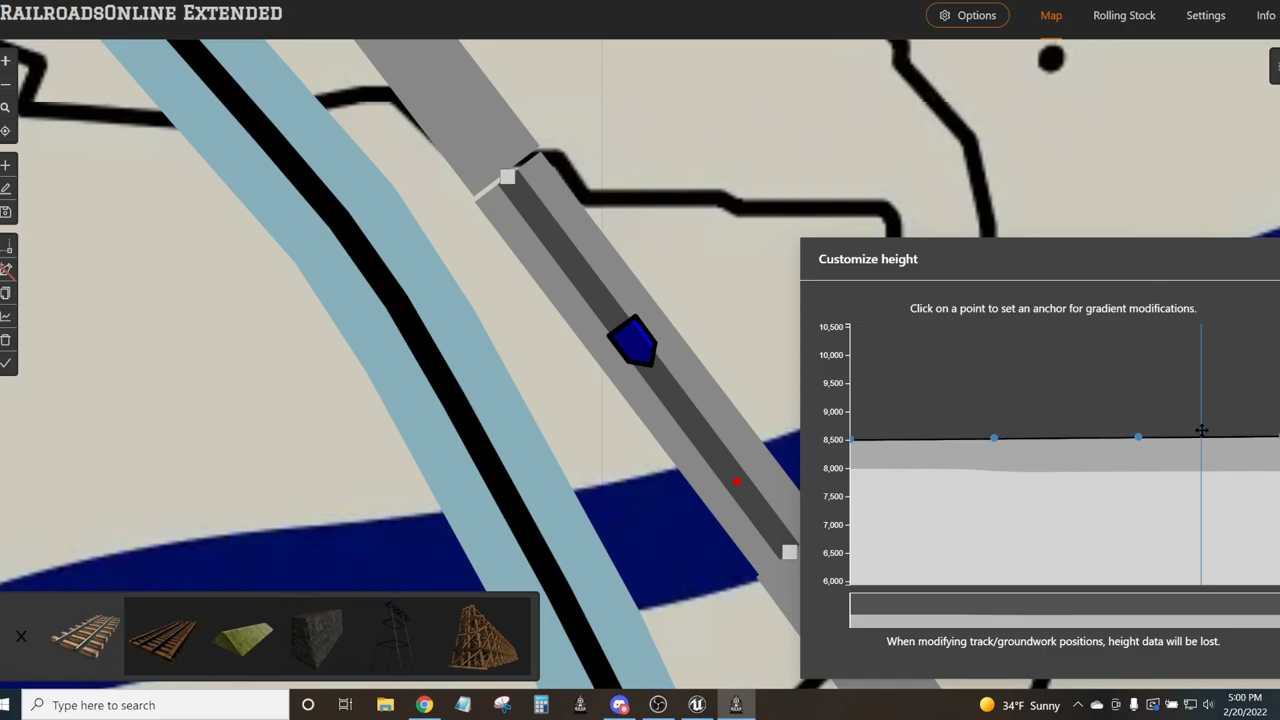 RailroadsOnline Extended
Options
Map
Rolling Stock
Settings
Info
Customize height
Click on a point to set an anchor for gradient modifications.
10,500
10,000
9,500
9,000
8,500
8,000
7,500
7,000
6,500
6,000
When modifying track/groundwork positions, height data will be lost.
X
Type here to search
34°F Sunny
5:00 PM
2/20/2022